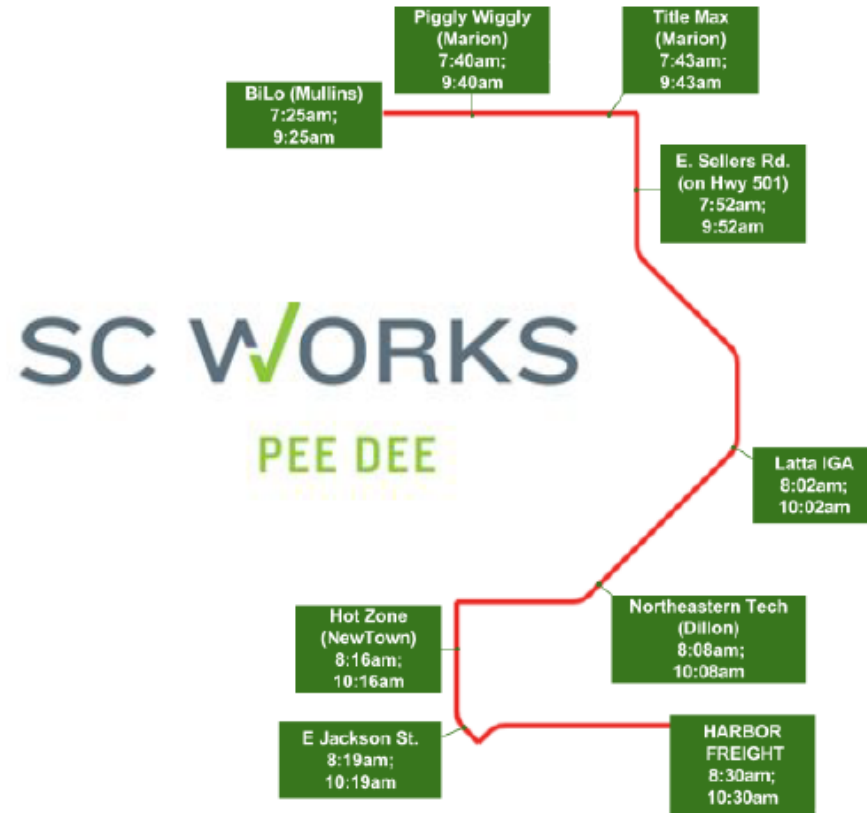 Piggly Wiggly
(Marion)
7:40am;
9:40am
Title Max
(Marion)
7:43am;
9:43am
BiLo (Mullins)
7:25am;
9:25am
E. Sellers Rd.
(on Hwy 501)
7:52am;
9:52am
SC WORKS
PEE DEE
Latta IGA
8:02am;
10:02am
Northeastern Tech
(Dillon)
8:08am;
10:08am
Hot Zone
(NewTown)
8:16am;
10:16am
E Jackson St.
8:19am;
10:19am
HARBOR
FREIGHT
8:30am;
10:30am